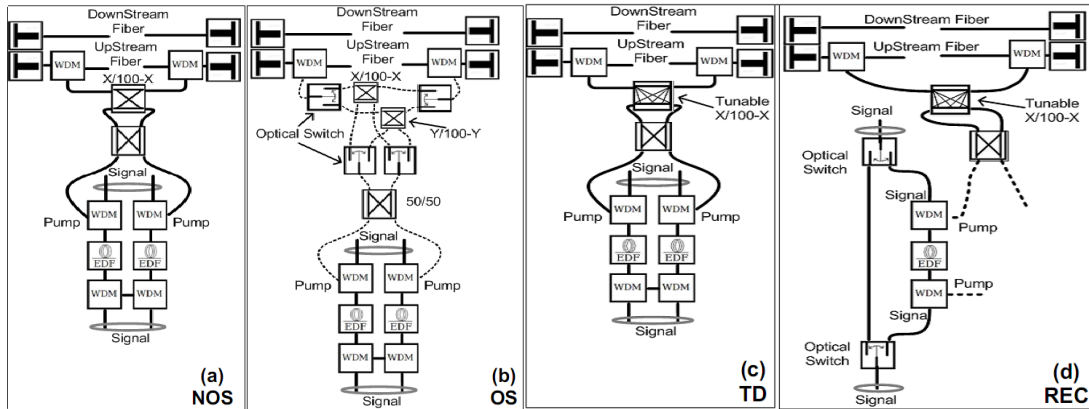 DownStream
Fiber
UpStream
Fiber
WDM
WDM
X/100-X
Signal
WDM
WDM
Pump
Pump
EDF
EDF
WDM
WDM
Signal
(a)
NOS
DownStream
Fiber
UpStream
Fiber
WDM
WDM
X/100-X
Optical Switch
Y/100-Y
50/50
Signal
WDM
WDM
Pump
Pump
EDF
EDF
WDM
WDM
Signal
(b)
OS
DownStream
Fiber
UpStream
Fiber
WDM
WDM
Tunable
X/100-X
Signal
WDM
WDM
Pump
Pump
EDF
EDF
WDM
WDM
Signal
(c)
TD
DownStream Fiber
UpStream Fiber
WDM
WDM
Signal
Tunable
X/100-X
Optical
Switch
Signal
WDM
Pump
EDF
Pump
WDM
Signal
Optical
Switch
Signal
(d)
REC